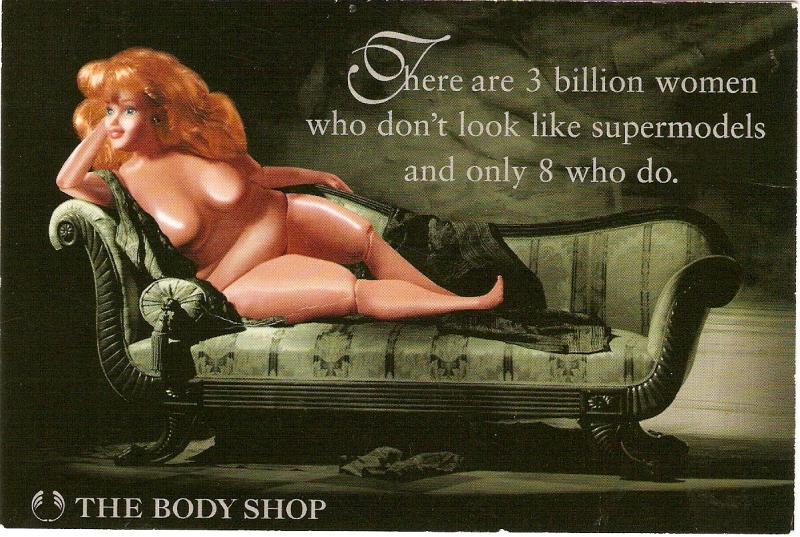 There are 3 billion women
who don't look like supermodels
and only 8 who do.
THE BODY SHOP